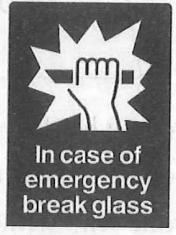 In case of
emergency
break glass